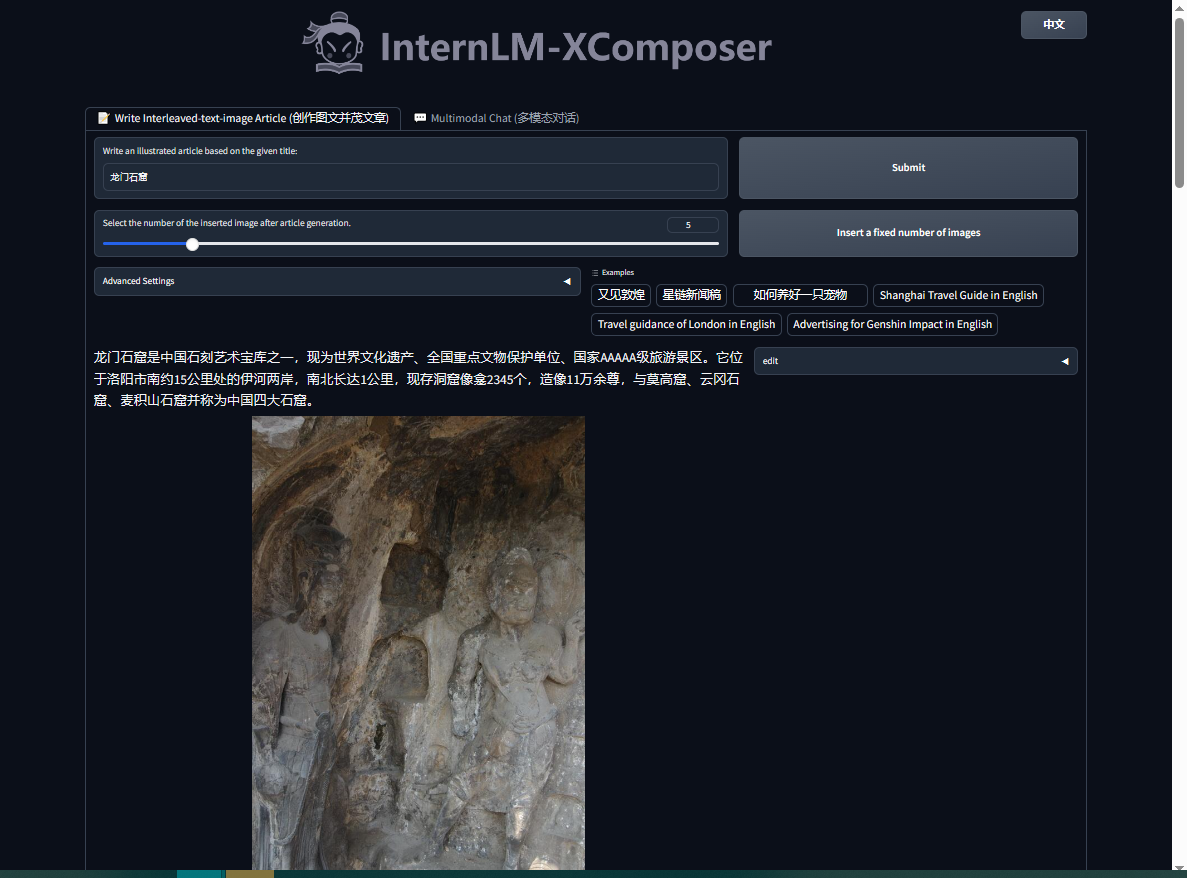 InternLM-XComposer
中文
Write Interleaved-text-image Article (创作图文并茂文章)
Multimodal Chat (多模态对话)
Write an illustrated article based on the given title:
龙门石窟
Submit
Select the number of the inserted image after article generation.
5
Insert a fixed number of images
Advanced Settings
Examples
又见敦煌
星链新闻稿
如何养好一只宠物
Shanghai Travel Guide in English
Travel guidance of London in English
Advertising for Genshin Impact in English
龙门石窟是中国石刻艺术宝库之一，现为世界文化遗产、全国重点文物保护单位、国家AAAAA级旅游景区。它位
于洛阳市南约15公里处的伊河两岸，南北长达1公里，现存洞窟像龛2345个，造像11万余尊，与莫高窟、云冈石
窟、麦积山石窟并称为中国四大石窟。
edit